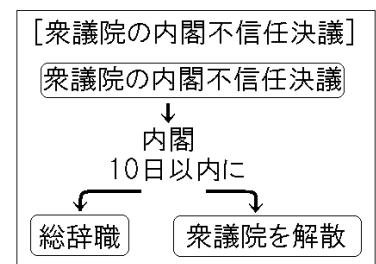 ［衆議院の内閣不信任決議］
衆議院の内閣不信任決議
内閣
10日以内に
総辞職
衆議院を解散